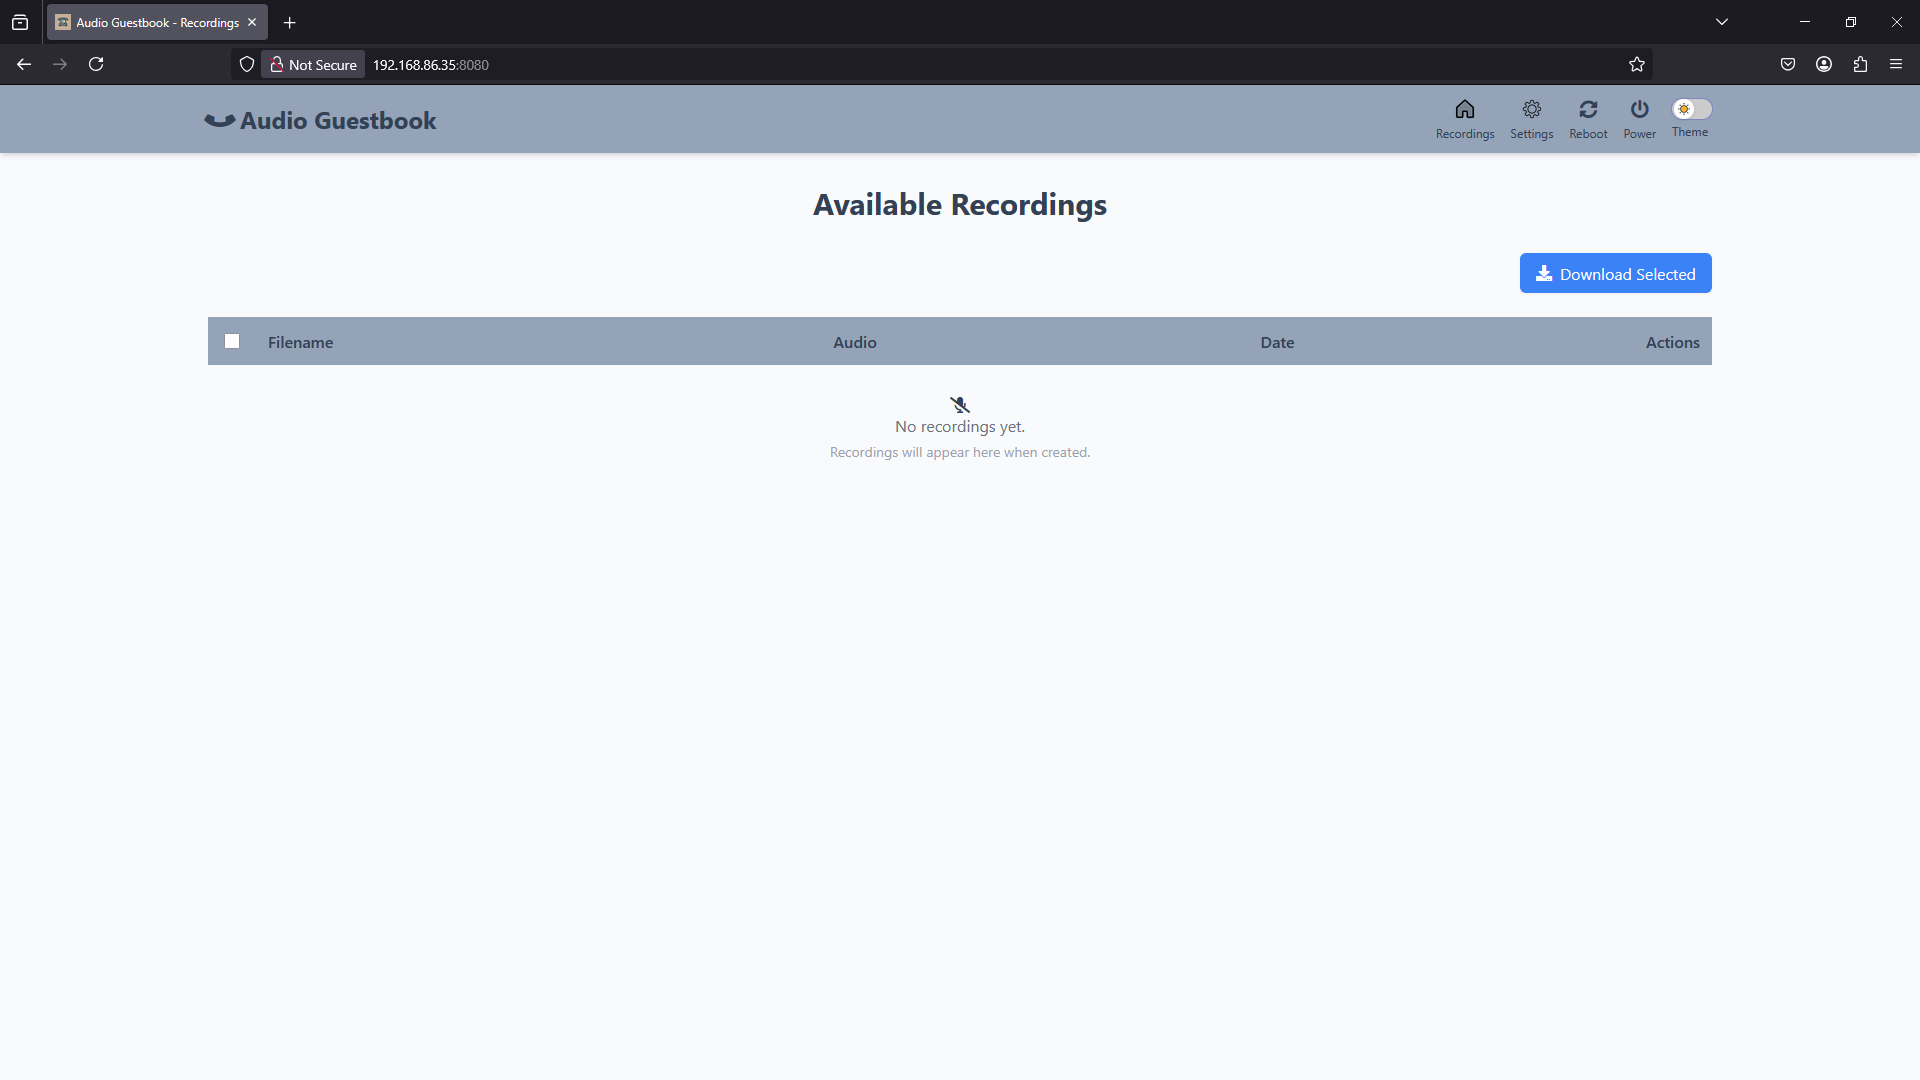 Audio Guestbook - Recordings
Not Secure 192.168.86.35:8080
Audio Guestbook
Recordings Settings Reboot Power Theme
Available Recordings
Download Selected
Filename Audio Date Actions
No recordings yet.
Recordings will appear here when created.